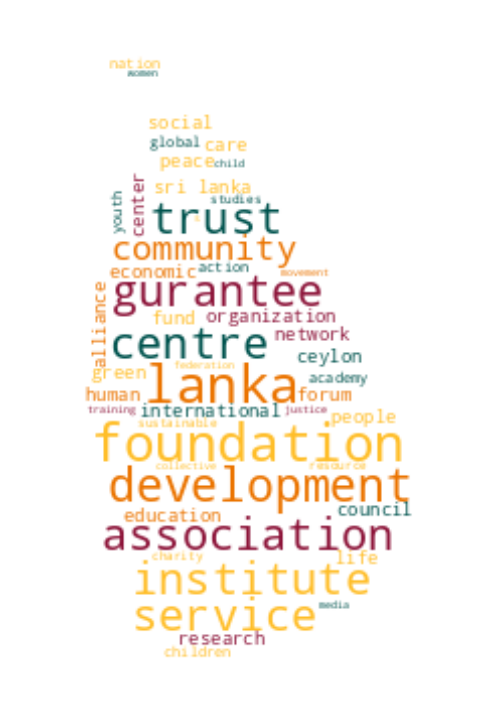 nation
women
social
global care
peace child
sri lanka
center
youth
studies
trust
community
economic action movement
gurantee
alliance
fund organization
centre network
ceylon
federation
green lanka academy
human forum
training international justice
people
sustainable
foundation
collective resource
development
council
education
association
charity life
institute
service media
research
children